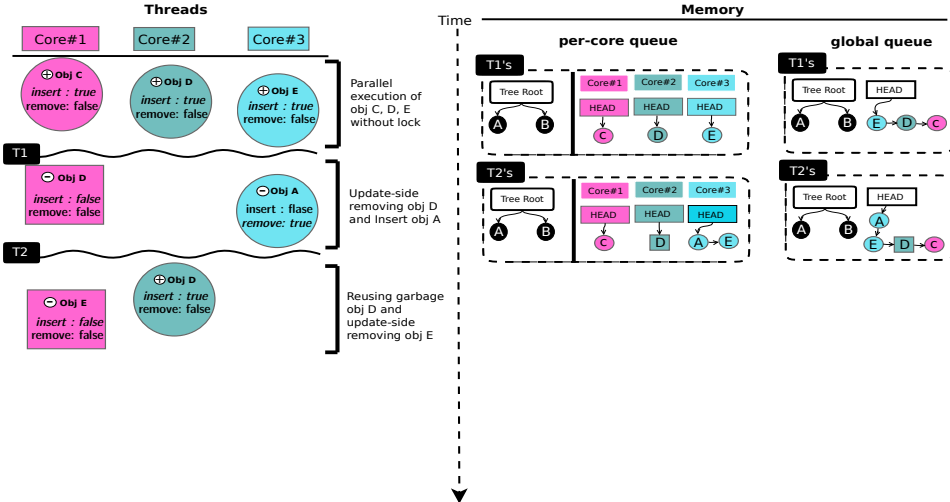 Threads
Core#1
Core#2
Core#3
⊕ Obj C
insert : true
remove: false
⊕ Obj D
insert : true
remove: false
⊕ Obj E
insert : true
remove: false
Parallel
execution of
obj C, D, E
without lock
T1
⊖ Obj D
insert : false
remove: false
⊖ Obj A
insert : flase
remove: true
Update-side
removing obj D
and Insert obj A
T2
⊖ Obj E
insert : false
remove: false
⊕ Obj D
insert : true
remove: false
Reusing garbage
obj D and
update-side
removing obj E
Time
Memory
per-core queue
global queue
T1's
Tree Root
A
B
Core#1
Core#2
Core#3
HEAD
HEAD
HEAD
c
D
E
T1's
Tree Root
HEAD
A
B
E
D
c
T2's
Tree Root
A
B
Core#1
Core#2
Core#3
HEAD
HEAD
HEAD
c
D
A
E
T2's
Tree Root
HEAD
A
B
A
E
D
c